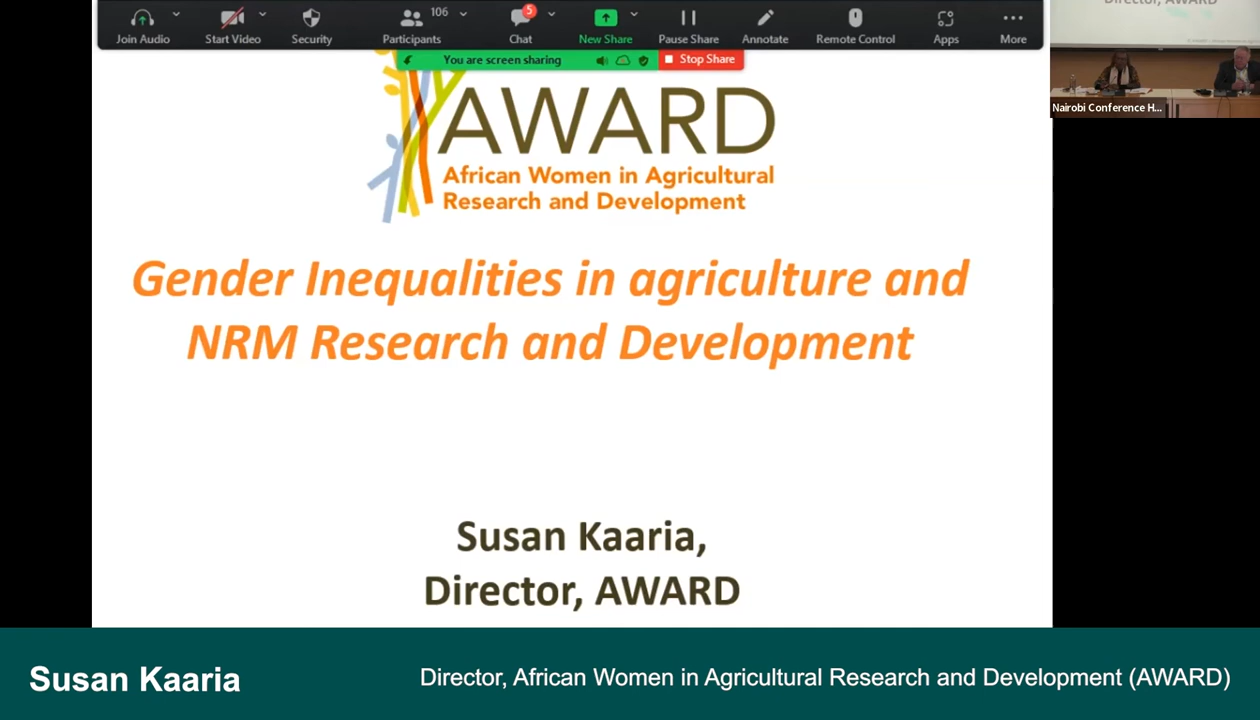 Join Audio
Start Video
Security
106
Participants
5
Chat
New Share
Pause Share
Annotate
Remote Control
Apps
More
You are screen sharing
Stop Share
Director, AWARD
Nairobi Conference H...
AWARD
African Women in Agricultural
Research and Development
Gender Inequalities in agriculture and
NRM Research and Development
Susan Kaaria,
Director, AWARD
Susan Kaaria
Director, African Women in Agricultural Research and Development (AWARD)